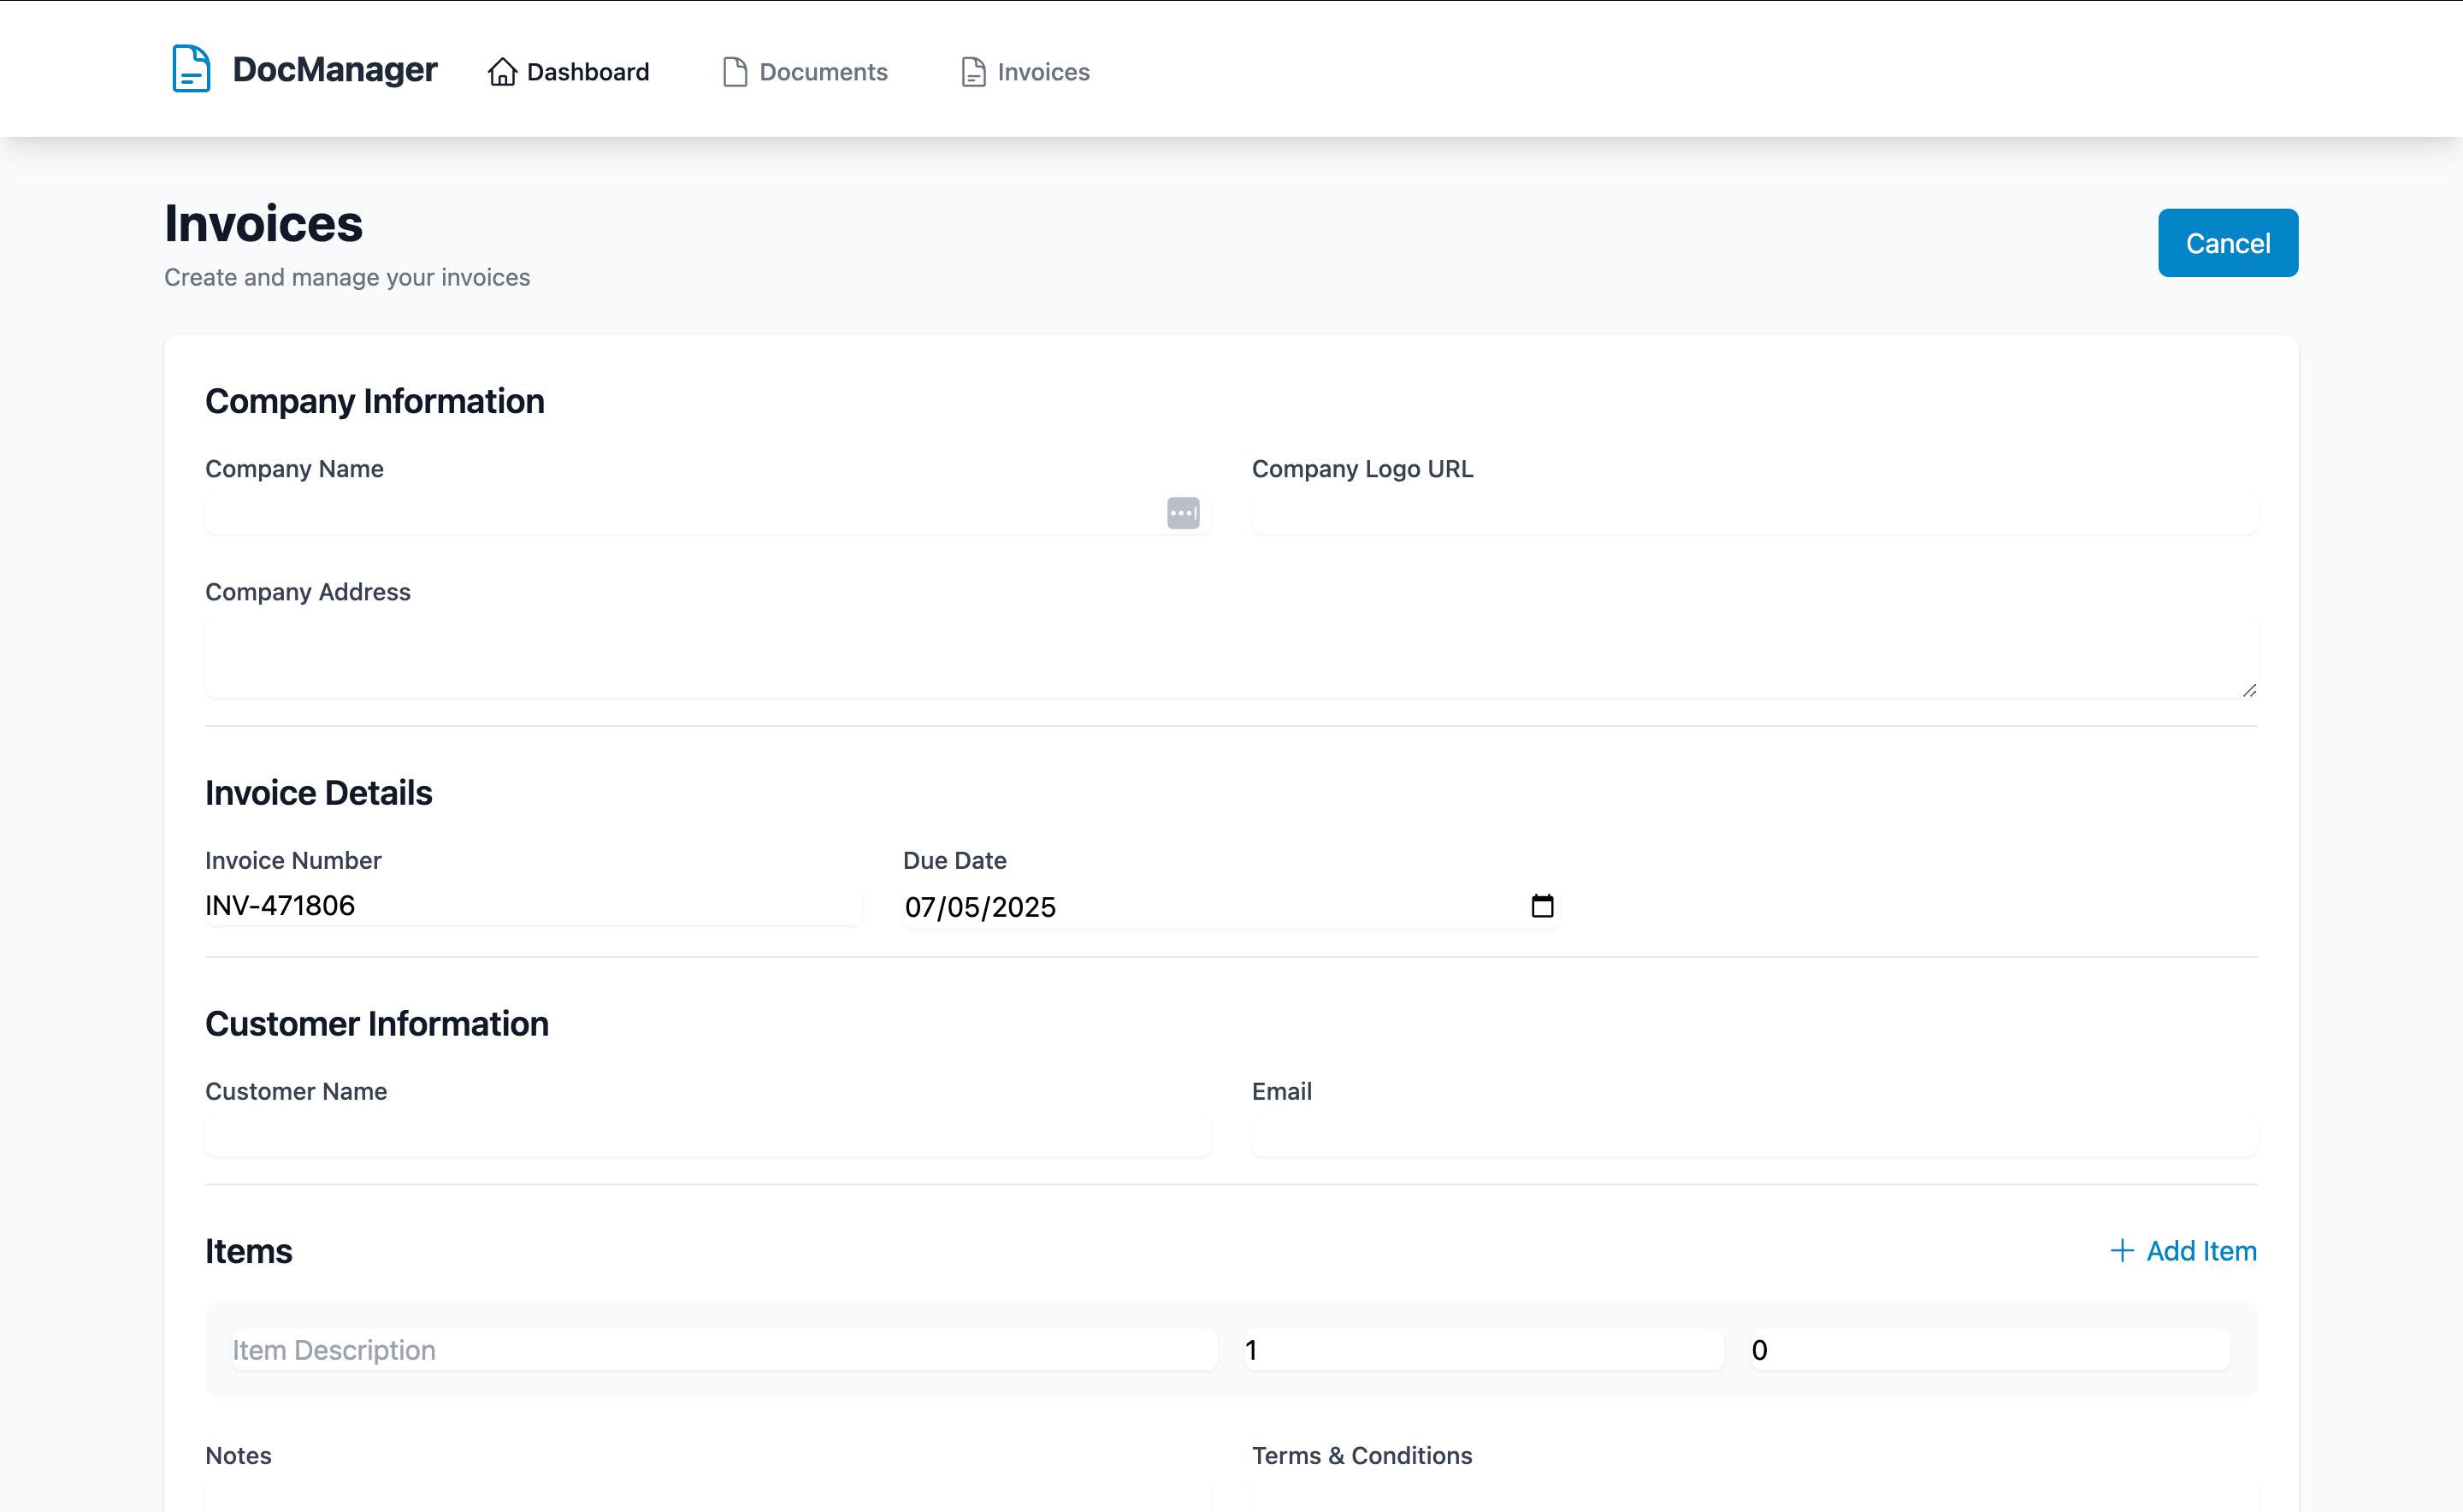 DocManager Dashboard Documents Invoices
Invoices
Cancel
Create and manage your invoices
Company Information
Company Name Company Logo URL
Company Address
Invoice Details
Invoice Number Due Date
INV-471806 07/05/2025
Customer Information
Customer Name Email
Items + Add Item
Item Description 1 0
Notes Terms & Conditions